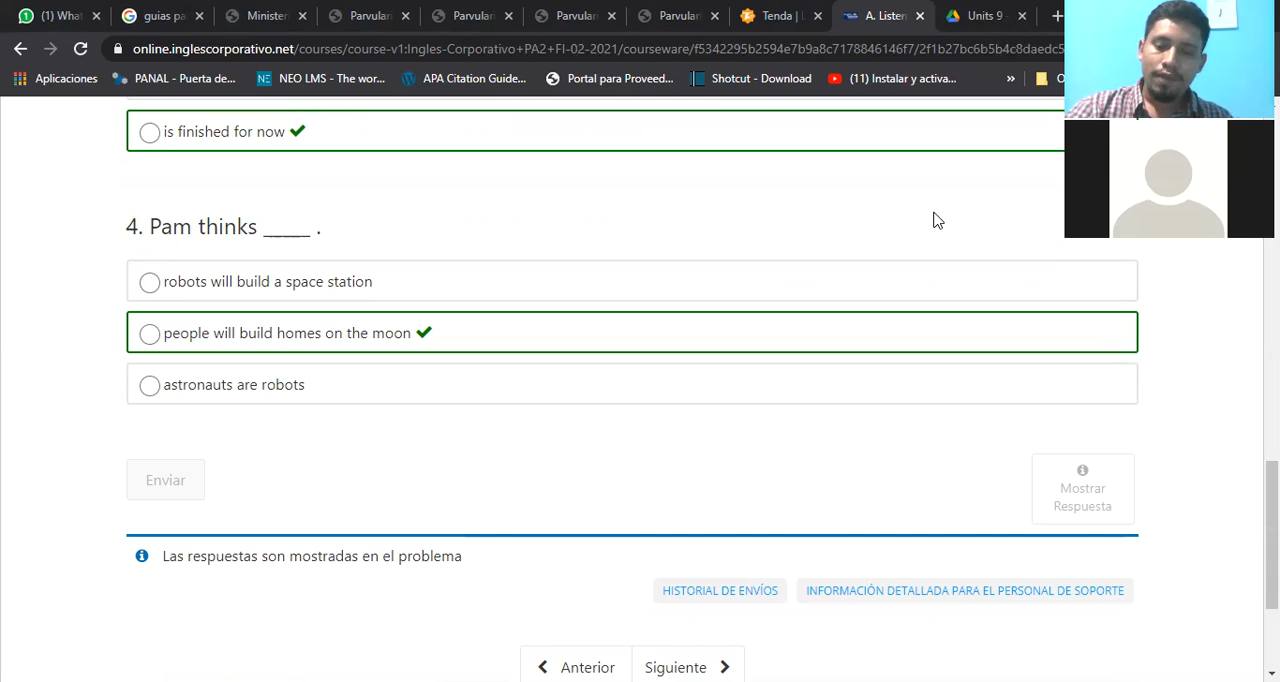 (1) What
guias pa
Ministeri
Parvular
Parvular
Parvular
Parvular
Tenda | L
A. Listen
Units 9 -
online.inglescorporativo.net/courses/course-v1:Ingles-Corporativo+PA2+FI-02-2021/courseware/f5342295b2594e7b9a8c7178846146f7/2f1b27bc6b5b4c8daedc5
Aplicaciones
PANAL - Puerta de...
NEO LMS - The wor...
APA Citation Guide...
Portal para Proveed...
Shotcut - Download
(11) Instalar y activa...
»
is finished for now
4. Pam thinks _____ .
robots will build a space station
people will build homes on the moon
astronauts are robots
Enviar
Mostrar
Respuesta
Las respuestas son mostradas en el problema
HISTORIAL DE ENVÍOS
INFORMACIÓN DETALLADA PARA EL PERSONAL DE SOPORTE
Anterior
Siguiente